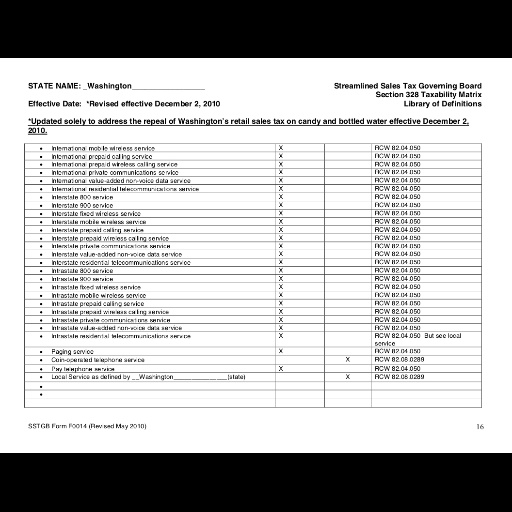 STATE NAME: _Washington__________________
Streamlined Sales Tax Governing Board
Section 328 Taxability Matrix
Effective Date: *Revised effective December 2, 2010
Library of Definitions
*Updated solely to address the repeal of Washington's retail sales tax on candy and bottled water effective December 2,
2010.
• International mobile wireless service X RCW 82.04.050
• International prepaid calling service X RCW 82.04.050
• International prepaid wireless calling service X RCW 82.04.050
• International private communications service X RCW 82.04.050
• International value-added non-voice data service X RCW 82.04.050
• International residential telecommunications service X RCW 82.04.050
• Interstate 800 service X RCW 82.04.050
• Interstate 900 service X RCW 82.04.050
• Interstate fixed wireless service X RCW 82.04.050
• Interstate mobile wireless service X RCW 82.04.050
• Interstate prepaid calling service X RCW 82.04.050
• Interstate prepaid wireless calling service X RCW 82.04.050
• Interstate private communications service X RCW 82.04.050
• Interstate value-added non-voice data service X RCW 82.04.050
• Interstate residential telecommunications service X RCW 82.04.050
• Intrastate 800 service X RCW 82.04.050
• Intrastate 900 service X RCW 82.04.050
• Intrastate fixed wireless service X RCW 82.04.050
• Intrastate mobile wireless service X RCW 82.04.050
• Intrastate prepaid calling service X RCW 82.04.050
• Intrastate prepaid wireless calling service X RCW 82.04.050
• Intrastate private communications service X RCW 82.04.050
• Intrastate value-added non-voice data service X RCW 82.04.050
• Intrastate residential telecommunications service X RCW 82.04.050 But see local
service
• Paging service X RCW 82.04.050
• Coin-operated telephone service X RCW 82.08.0289
• Pay telephone service X RCW 82.04.050
• Local Service as defined by __Washington______________(state) X RCW 82.08.0289
•
•
SSTGB Form F0014 (Revised May 2010)
16